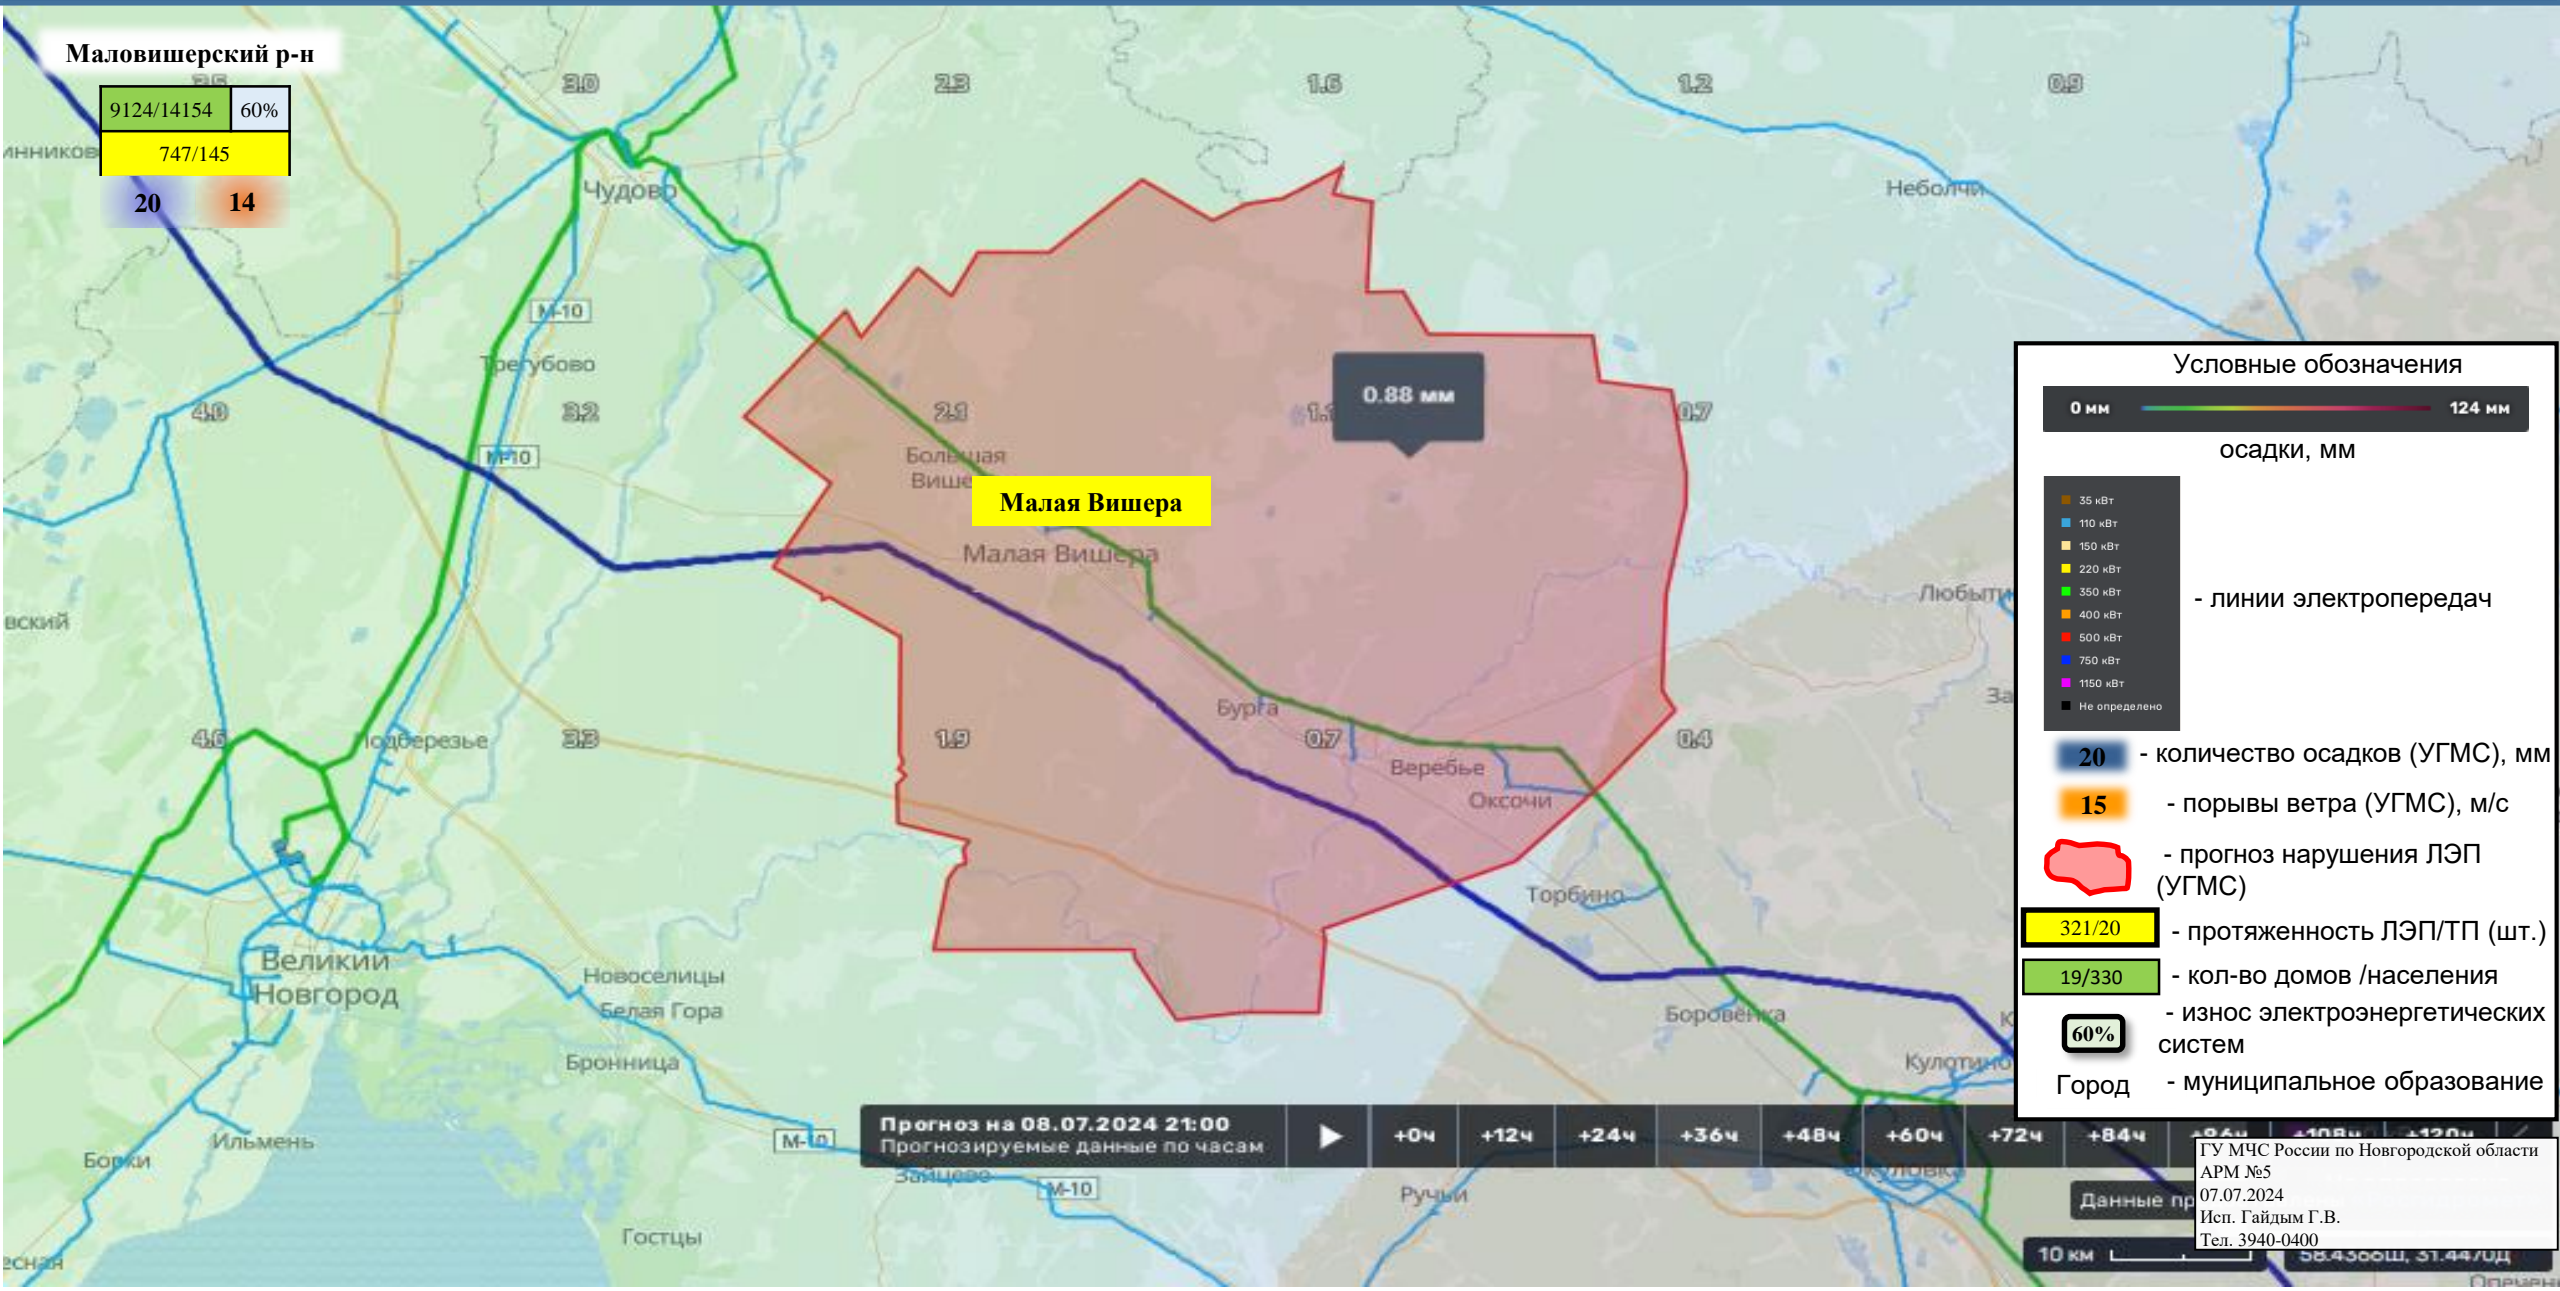 Маловишерский р-н
9124/14154 60%
747/145
20 14
3.0 2.3 1.6 1.2 0.9
Чудово
Неболчи
М-10
Трегубово
4.0 3.2 2.1 0.7
0.88 мм
М-10
Большая
Малая Вишера
Малая Вишера
вский
Бурга
4.6 Подберезье 3.3 1.9 0.7 0.4
Веребье
Оксочи
Торбино
Великий
Новгород
Новоселицы
Белая Гора
Боровёнка
Бронница
Кулотино
Ильмень
Борки
М-10
Зайцево
М-10
Ручьи
Гостцы
Условные обозначения
0 мм 124 мм
осадки, мм
35 кВт
110 кВт
150 кВт
220 кВт
350 кВт
400 кВт
500 кВт
750 кВт
1150 кВт
Не определено
- линии электропередач
20 - количество осадков (УГМС), мм
15 - порывы ветра (УГМС), м/с
- прогноз нарушения ЛЭП
(УГМС)
321/20 - протяженность ЛЭП/ТП (шт.)
19/330 - кол-во домов /населения
60% - износ электроэнергетических
систем
Город - муниципальное образование
Прогноз на 08.07.2024 21:00
Прогнозируемые данные по часам
+0ч +12ч +24ч +36ч +48ч +60ч +72ч +84ч
Данные
ГУ МЧС России по Новгородской области
АРМ №5
07.07.2024
Исп. Гайдым Г.В.
Тел. 3940-0400
10 км